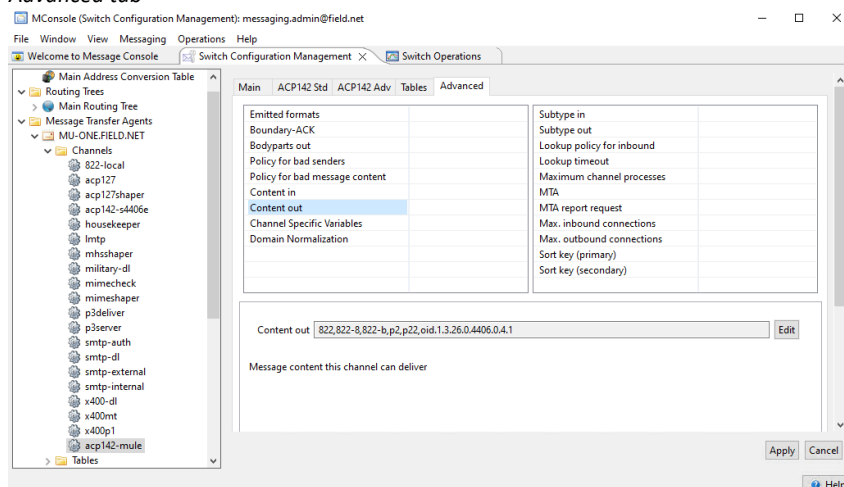 Advanced tab
MConsole (Switch Configuration Management): messaging.admin@field.net
File Window View Messaging Operations Help
Welcome to Message Console Switch Configuration Management Switch Operations
Main Address Conversion Table
Routing Trees
Main Routing Tree
Message Transfer Agents
MU-ONE.FIELD.NET
Channels
822-local
acp127
acp127shaper
acp142-s4406e
housekeeper
lmtp
mhsshaper
military-dl
mimecheck
mimeshaper
p3deliver
p3server
smtp-auth
smtp-dl
smtp-external
smtp-internal
x400-dl
x400mt
x400p1
acp142-mule
Tables
Main ACP142 Std ACP142 Adv Tables Advanced
Emitted formats
Boundary-ACK
Bodyparts out
Policy for bad senders
Policy for bad message content
Content in
Content out
Channel Specific Variables
Domain Normalization
Subtype in
Subtype out
Lookup policy for inbound
Lookup timeout
Maximum channel processes
MTA
MTA report request
Max. inbound connections
Max. outbound connections
Sort key (primary)
Sort key (secondary)
Content out 822,822-8,822-b,p2,p22,oid.1.3.26.0.4406.0.4.1 Edit
Message content this channel can deliver
Apply Cancel
Help